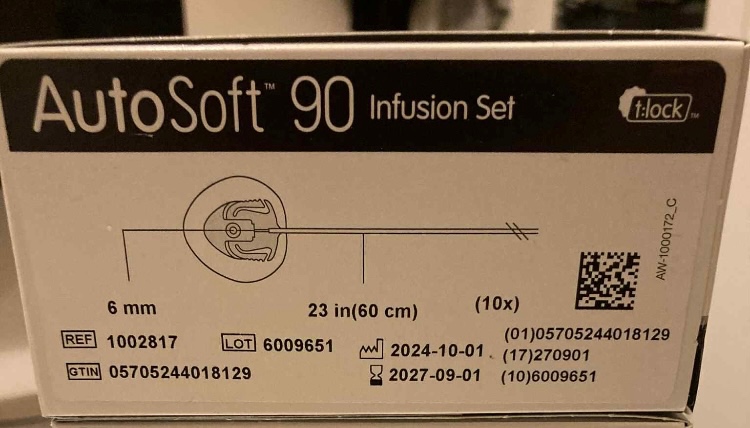 AutoSoft™ 90 Infusion Set
t:lock™
AW-1000172_C
6 mm
23 in(60 cm)
(10x)
REF 1002817
LOT 6009651
2024-10-01
(01)05705244018129
(17)270901
GTIN 05705244018129
2027-09-01
(10)6009651